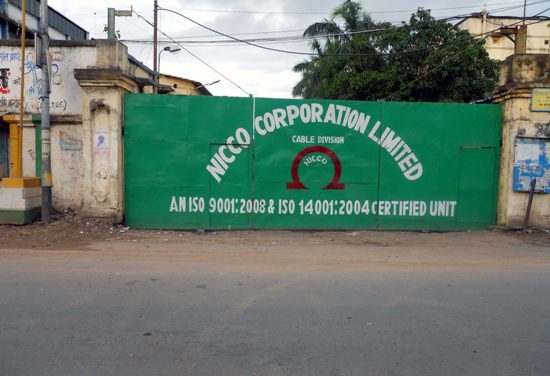 NICCO CORPORATION LIMITED
CABLE DIVISION
NICCO
AN ISO 9001:2008 & ISO 14001:2004 CERTIFIED UNIT